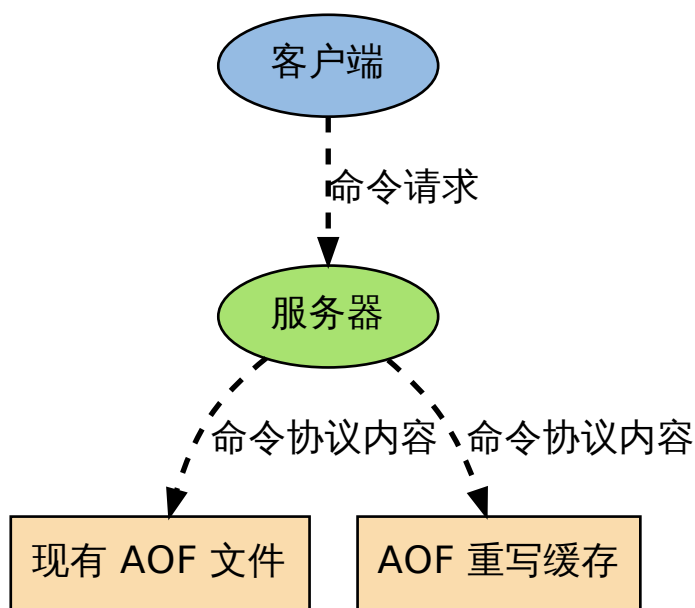 客户端
命令请求
服务器
命令协议内容
命令协议内容
现有 AOF 文件
AOF 重写缓存